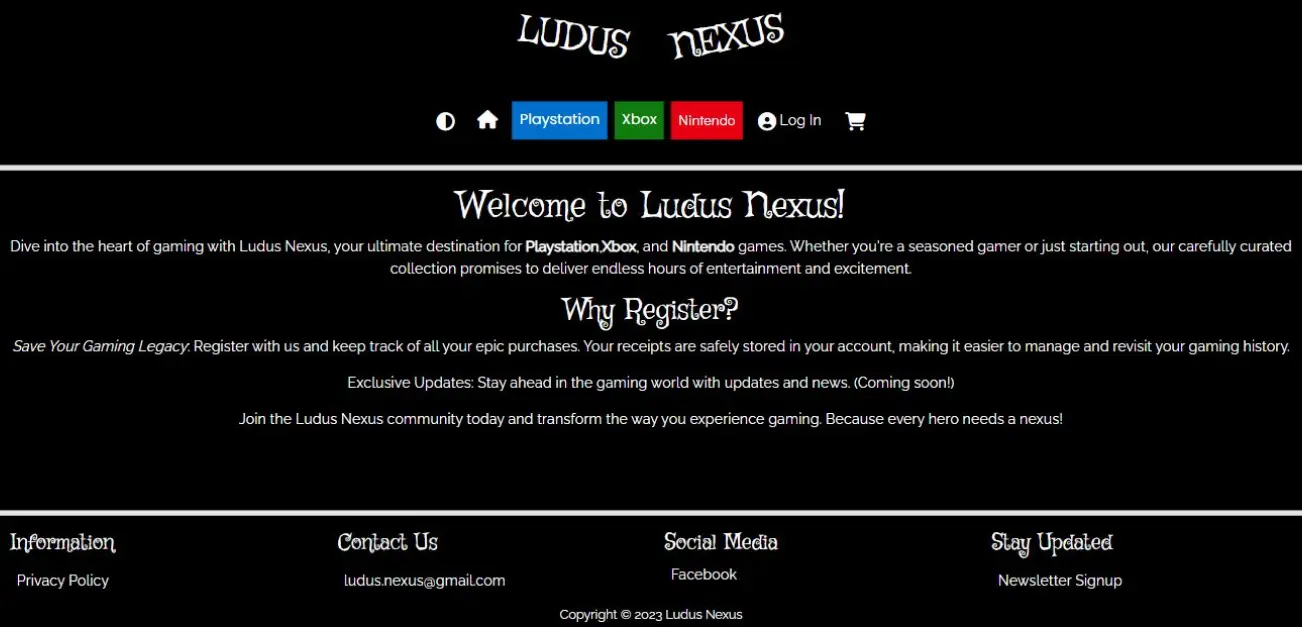 LUDUS NEXUS
Playstation Xbox Nintendo Log In
Welcome to Ludus Nexus!
Dive into the heart of gaming with Ludus Nexus, your ultimate destination for Playstation,Xbox, and Nintendo games. Whether you're a seasoned gamer or just starting out, our carefully curated
collection promises to deliver endless hours of entertainment and excitement.
Why Register?
Save Your Gaming Legacy: Register with us and keep track of all your epic purchases. Your receipts are safely stored in your account, making it easier to manage and revisit your gaming history.
Exclusive Updates: Stay ahead in the gaming world with updates and news. (Coming soon!)
Join the Ludus Nexus community today and transform the way you experience gaming. Because every hero needs a nexus!
Information Contact Us Social Media Stay Updated
Privacy Policy ludus.nexus@gmail.com Facebook Newsletter Signup
Copyright © 2023 Ludus Nexus